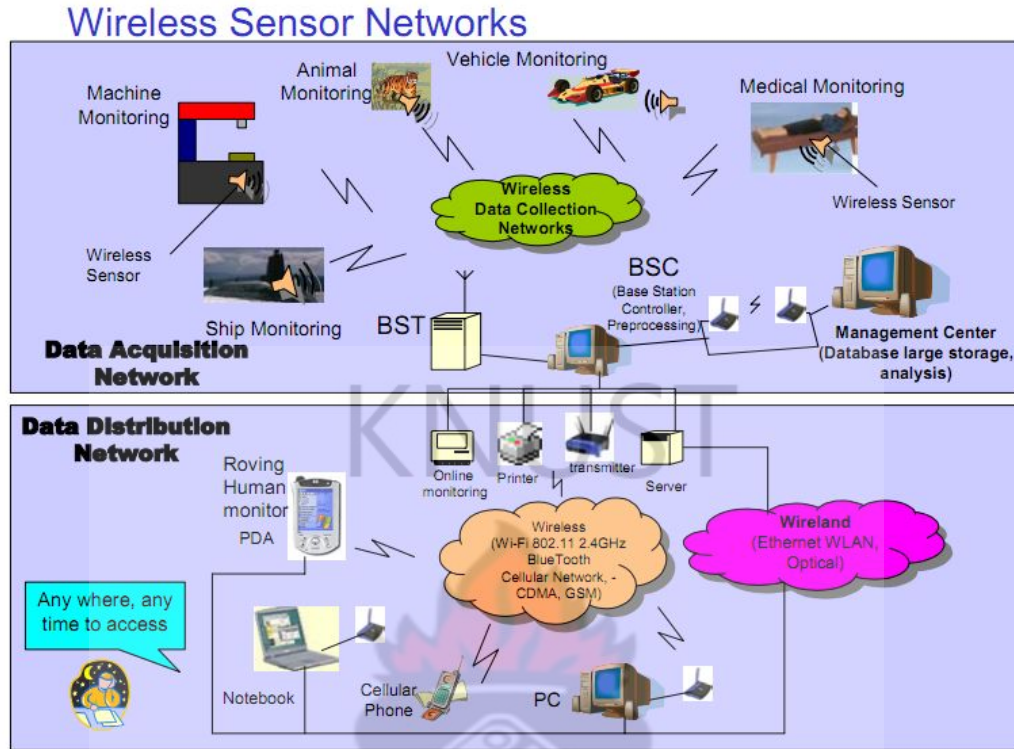 Wireless Sensor Networks
Machine
Monitoring
Animal
Monitoring
Vehicle Monitoring
Medical Monitoring
Wireless
Data Collection
Networks
Wireless Sensor
Wireless
Sensor
Ship Monitoring
BST
BSC
(Base Station
Controller,
Preprocessing)
Management Center
(Database large storage,
analysis)
Data Acquisition
Network
KNUST
Data Distribution
Network
Online
monitoring
Printer
transmitter
Server
Roving
Human
monitor
PDA
Wireless
(Wi-Fi 802.11 2.4GHz
BlueTooth
Cellular Network, -
CDMA, GSM)
Wireland
(Ethernet WLAN,
Optical)
Any where, any
time to access
Notebook
Cellular
Phone
PC